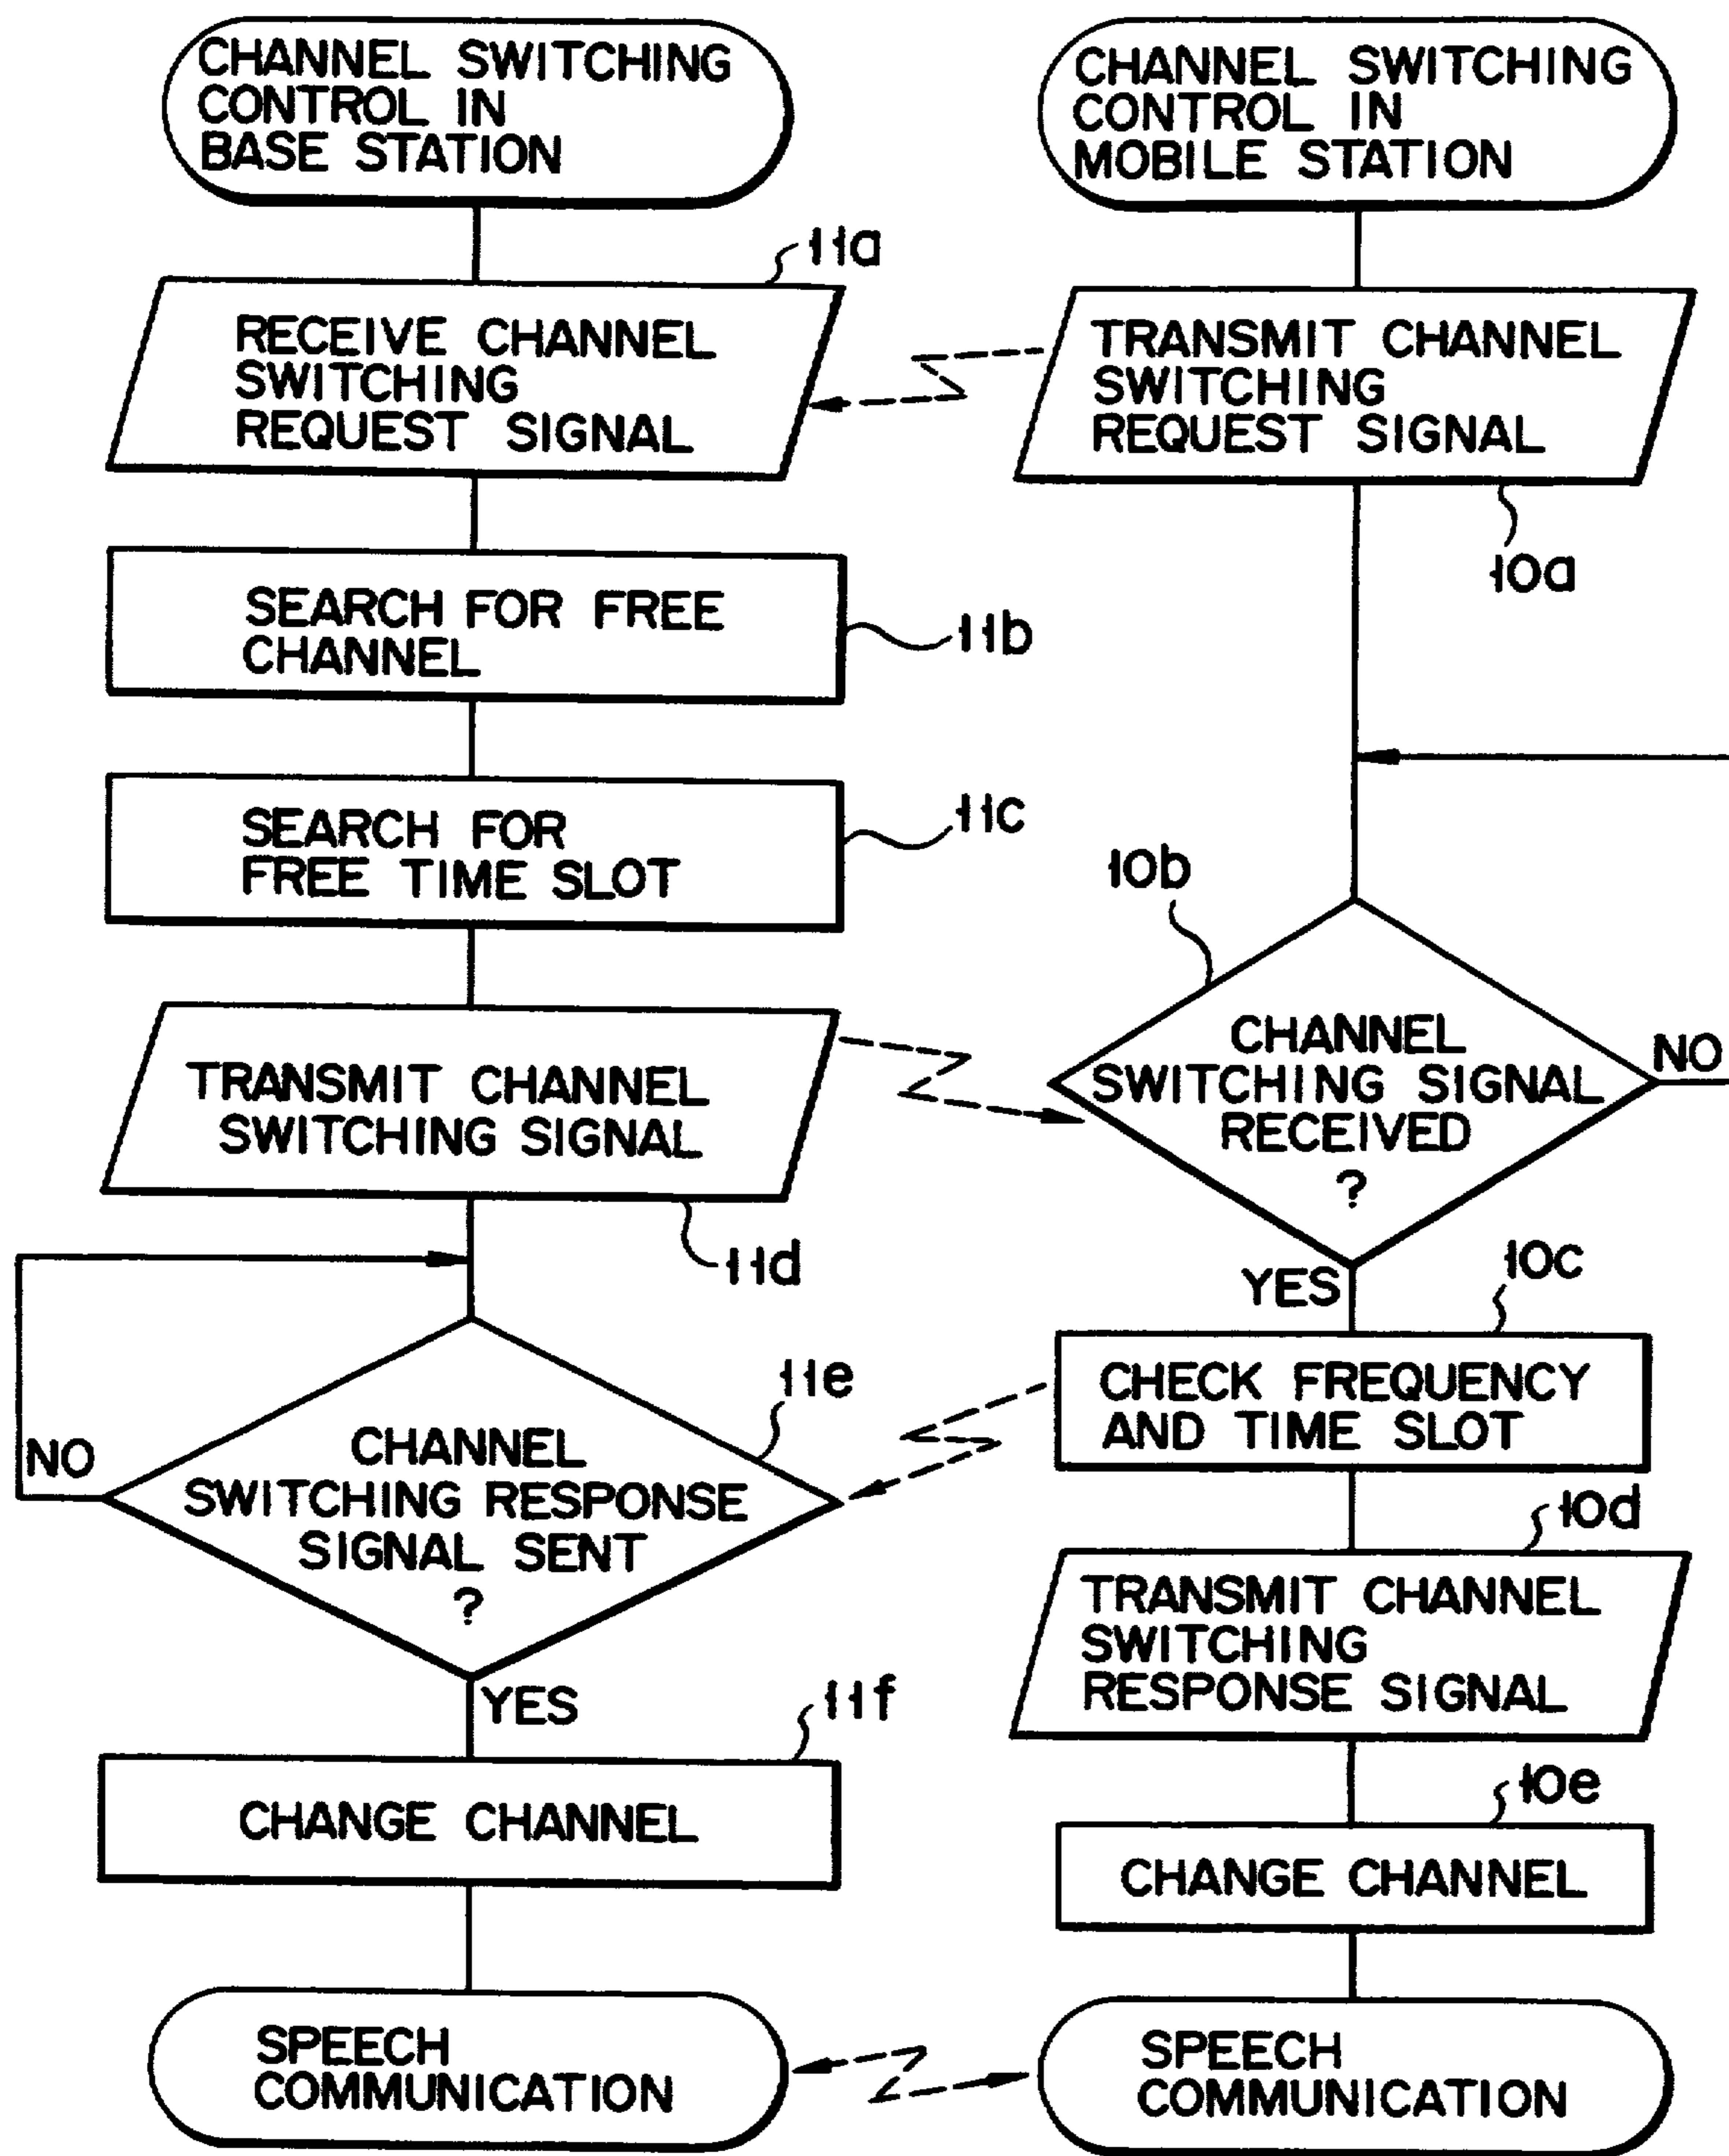 CHANNEL SWITCHING
CONTROL IN
BASE STATION
11a
RECEIVE CHANNEL
SWITCHING
REQUEST SIGNAL
SEARCH FOR FREE
CHANNEL
11b
SEARCH FOR
FREE TIME SLOT
11c
TRANSMIT CHANNEL
SWITCHING SIGNAL
11d
11e
CHANNEL
SWITCHING RESPONSE
SIGNAL SENT
?
NO
YES
11f
CHANGE CHANNEL
SPEECH
COMMUNICATION
CHANNEL SWITCHING
CONTROL IN
MOBILE STATION
TRANSMIT CHANNEL
SWITCHING
REQUEST SIGNAL
10a
10b
CHANNEL
SWITCHING SIGNAL
RECEIVED
?
NO
YES
10c
CHECK FREQUENCY
AND TIME SLOT
10d
TRANSMIT CHANNEL
SWITCHING
RESPONSE SIGNAL
10e
CHANGE CHANNEL
SPEECH
COMMUNICATION